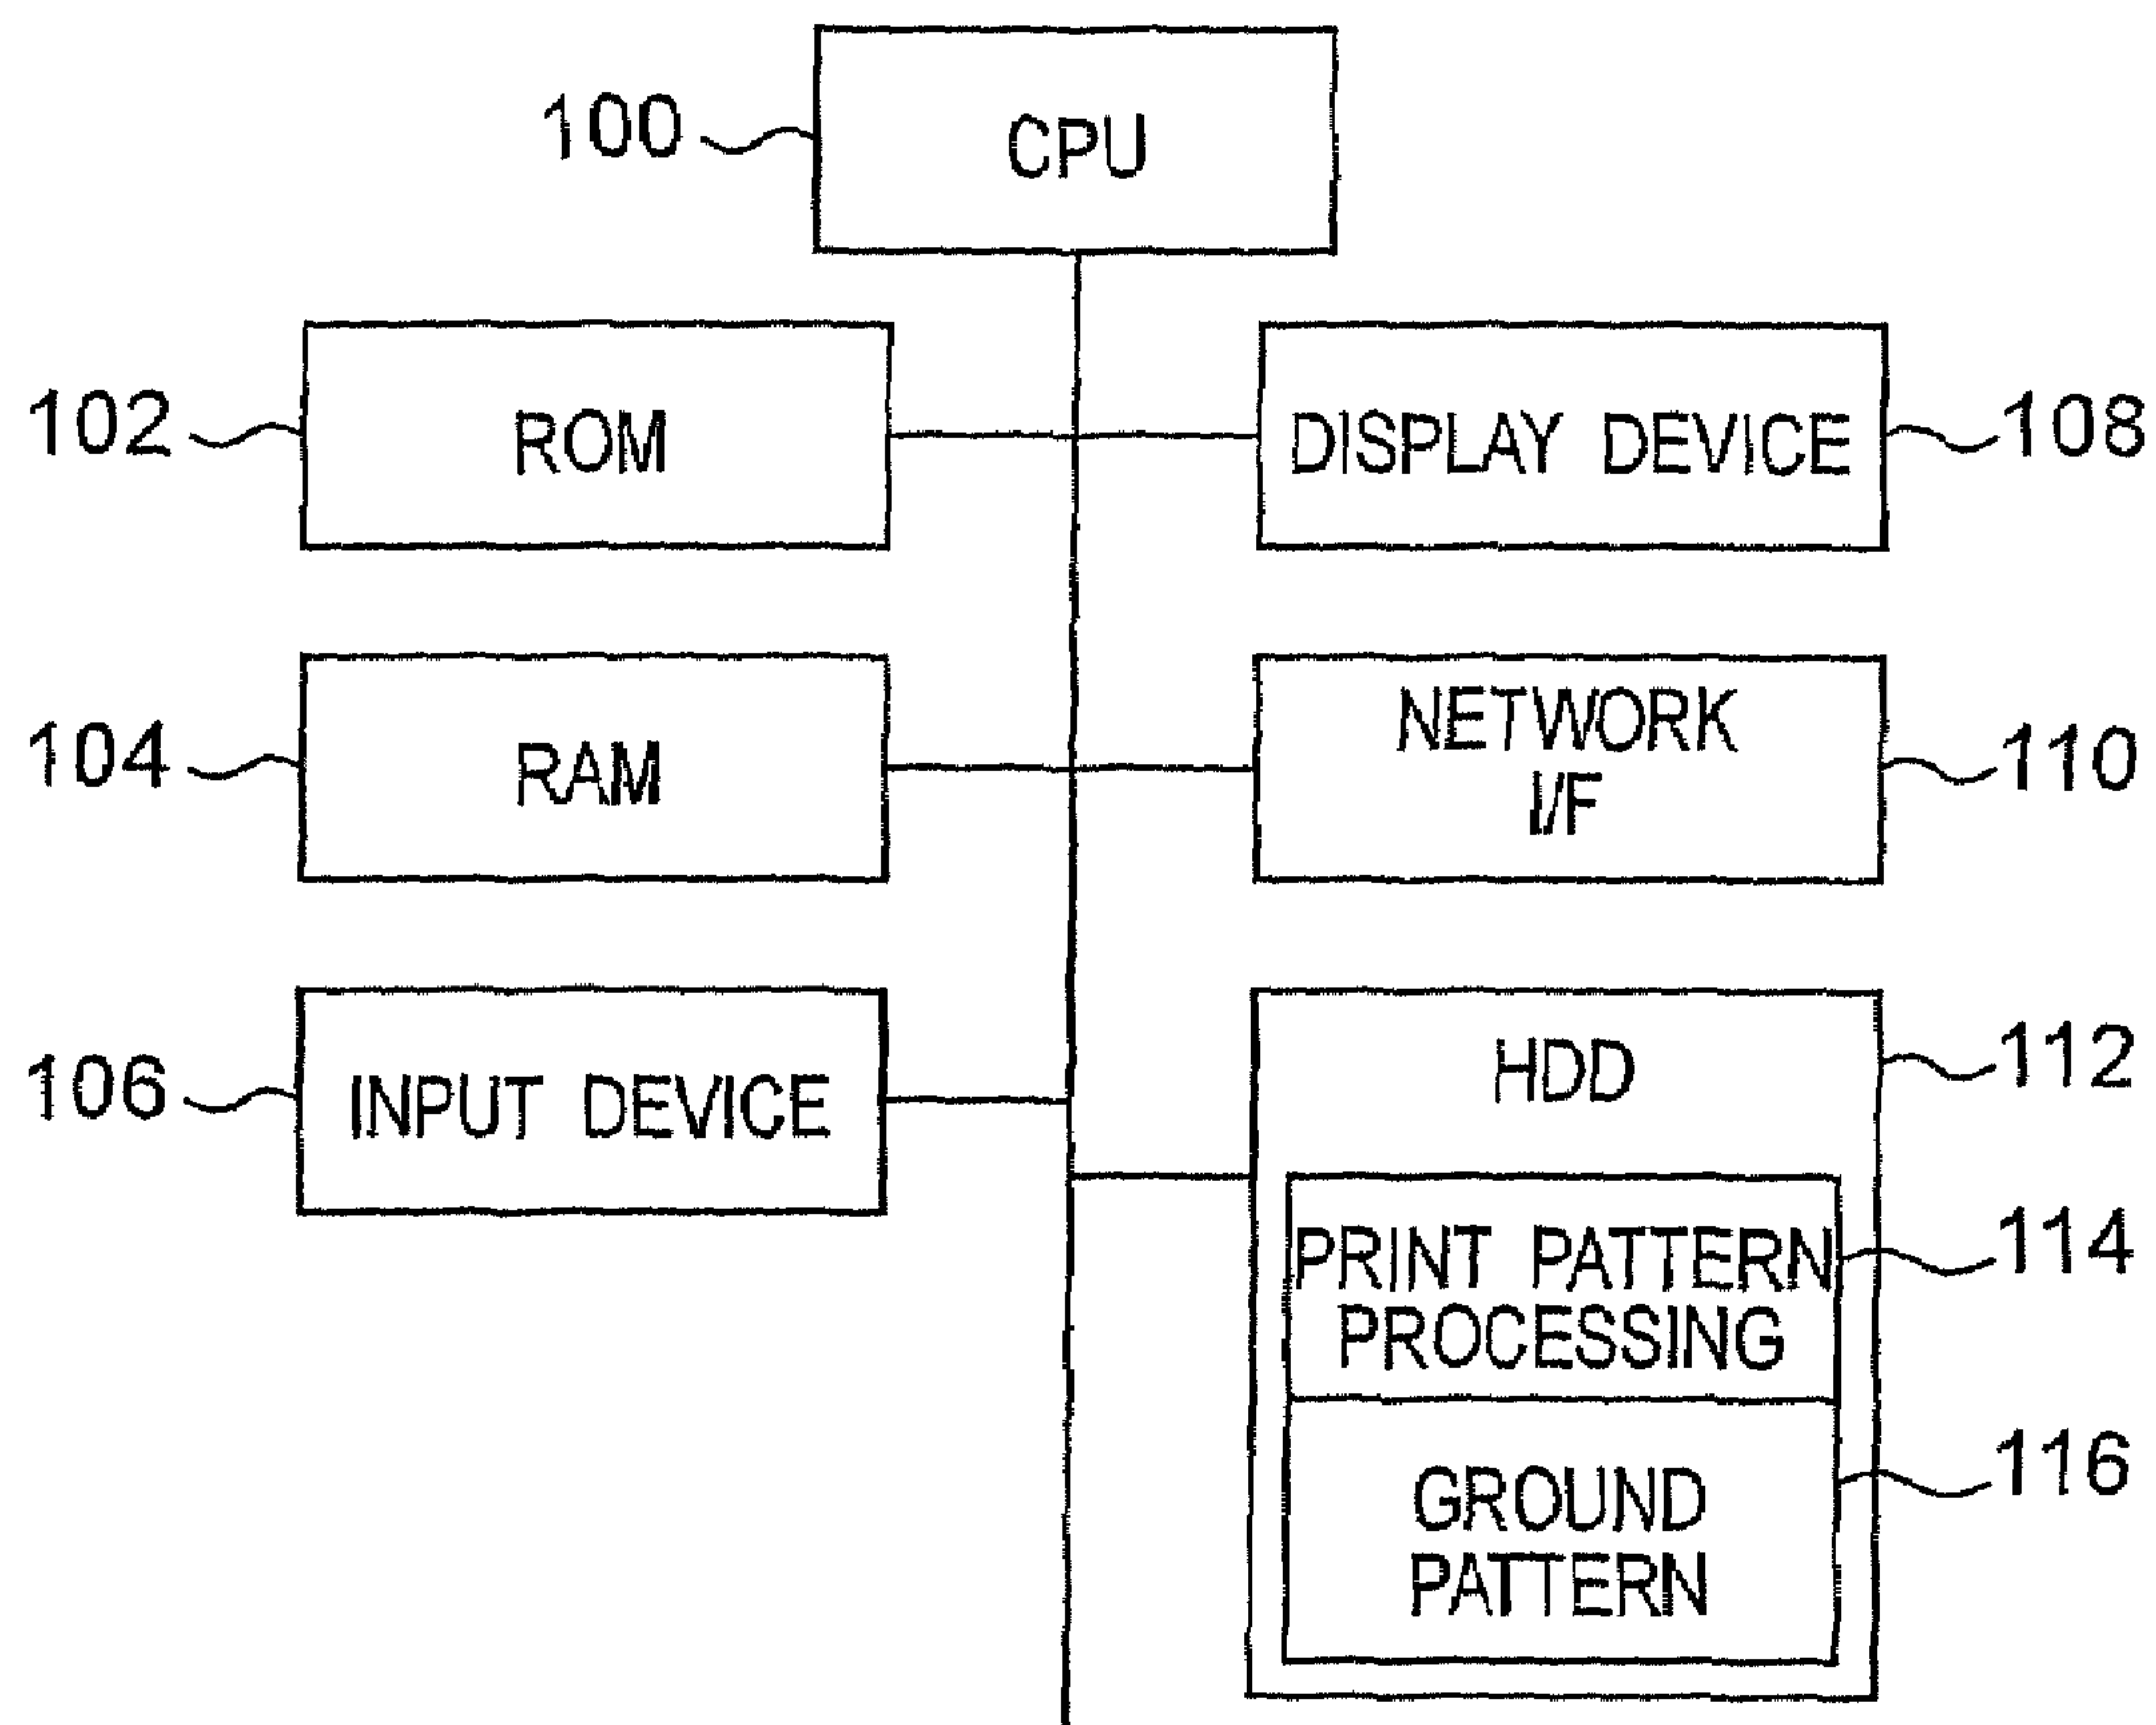 100
CPU
102
ROM
DISPLAY DEVICE
108
104
RAM
NETWORK
I/F
110
106
INPUT DEVICE
HDD
112
PRINT PATTERN
PROCESSING
114
GROUND
PATTERN
116